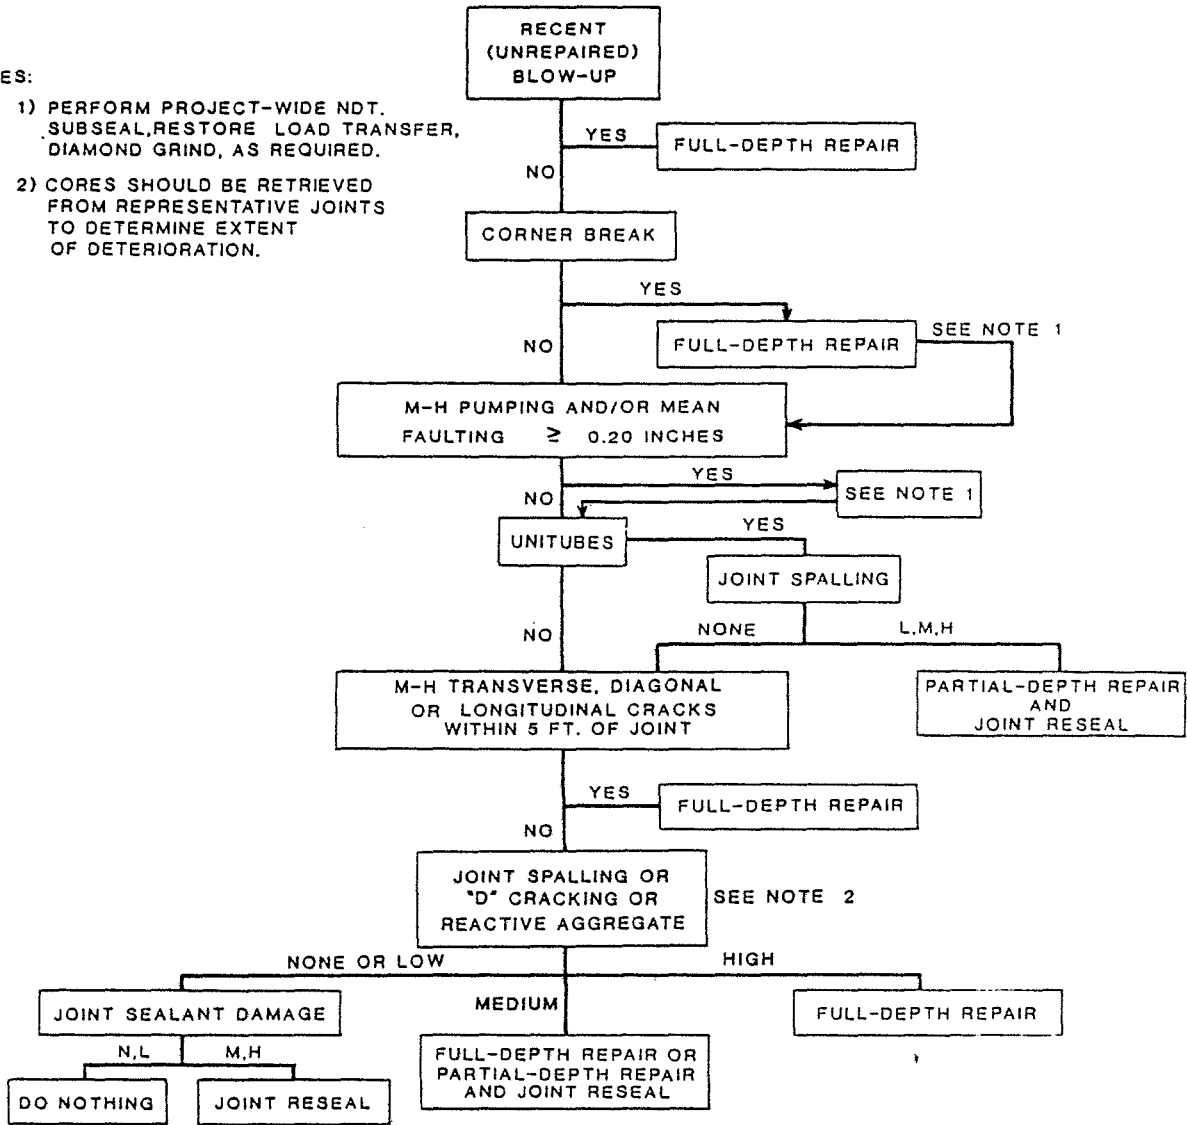 RECENT
(UNREPAIRED)
BLOW-UP
ES:
1) PERFORM PROJECT-WIDE NDT.
SUBSEAL,RESTORE LOAD TRANSFER,
DIAMOND GRIND, AS REQUIRED.
2) CORES SHOULD BE RETRIEVED
FROM REPRESENTATIVE JOINTS
TO DETERMINE EXTENT
OF DETERIORATION.
YES
FULL-DEPTH REPAIR
NO
CORNER BREAK
YES
FULL-DEPTH REPAIR
SEE NOTE 1
NO
M-H PUMPING AND/OR MEAN
FAULTING ≥ 0.20 INCHES
YES
SEE NOTE 1
NO
UNITUBES
YES
JOINT SPALLING
NONE
L,M,H
NO
PARTIAL-DEPTH REPAIR
AND
JOINT RESEAL
M-H TRANSVERSE, DIAGONAL
OR LONGITUDINAL CRACKS
WITHIN 5 FT. OF JOINT
YES
FULL-DEPTH REPAIR
NO
JOINT SPALLING OR
"D" CRACKING OR
REACTIVE AGGREGATE
SEE NOTE 2
NONE OR LOW
HIGH
MEDIUM
JOINT SEALANT DAMAGE
FULL-DEPTH REPAIR
N,L
M,H
FULL-DEPTH REPAIR OR
PARTIAL-DEPTH REPAIR
AND JOINT RESEAL
DO NOTHING
JOINT RESEAL